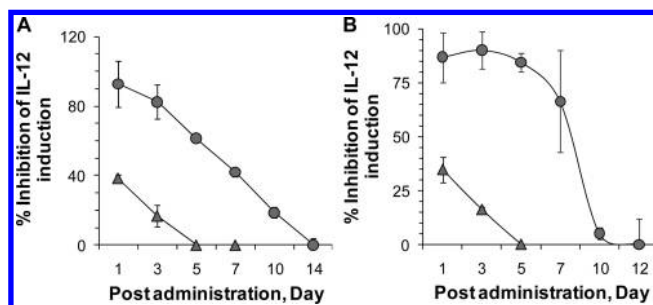 A
% Inhibition of IL-12
induction
120
80
40
0
1 3 5 7 10 14
Post administration, Day
B
% Inhibition of IL-12
induction
100
75
50
25
0
1 3 5 7 10 12
Post administration, Day